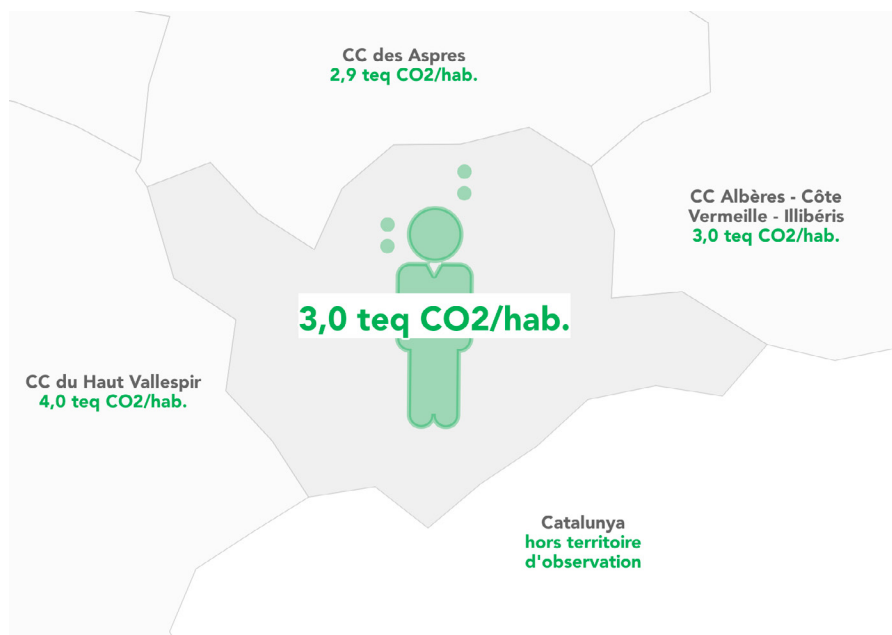 CC des Aspres
2,9 teq CO2/hab.
CC Albères - Côte
Vermeille - Illibéris
3,0 teq CO2/hab.
3,0 teq CO2/hab.
CC du Haut Vallespir
4,0 teq CO2/hab.
Catalunya
hors territoire
d'observation